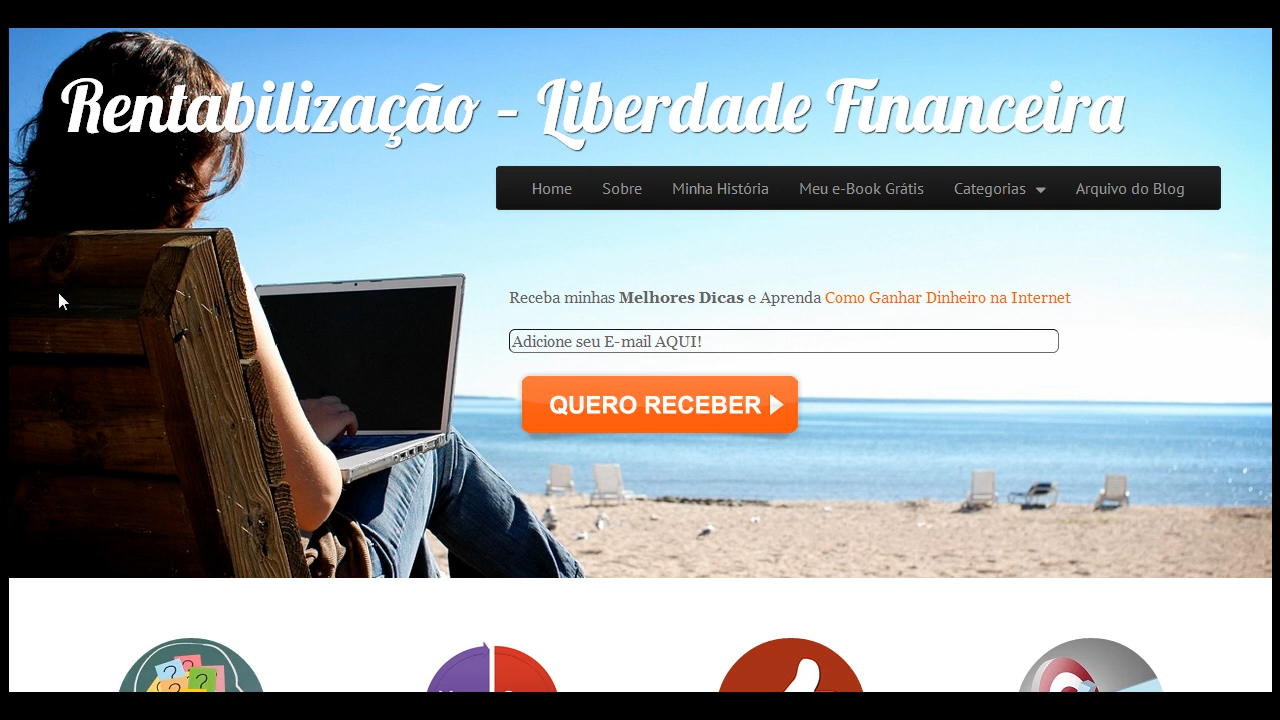 Rentabilização – Liberdade Financeira
Home Sobre Minha História Meu e-Book Grátis Categorias Arquivo do Blog
Receba minhas Melhores Dicas e Aprenda Como Ganhar Dinheiro na Internet
Adicione seu E-mail AQUI!
QUERO RECEBER
? ? ? ?